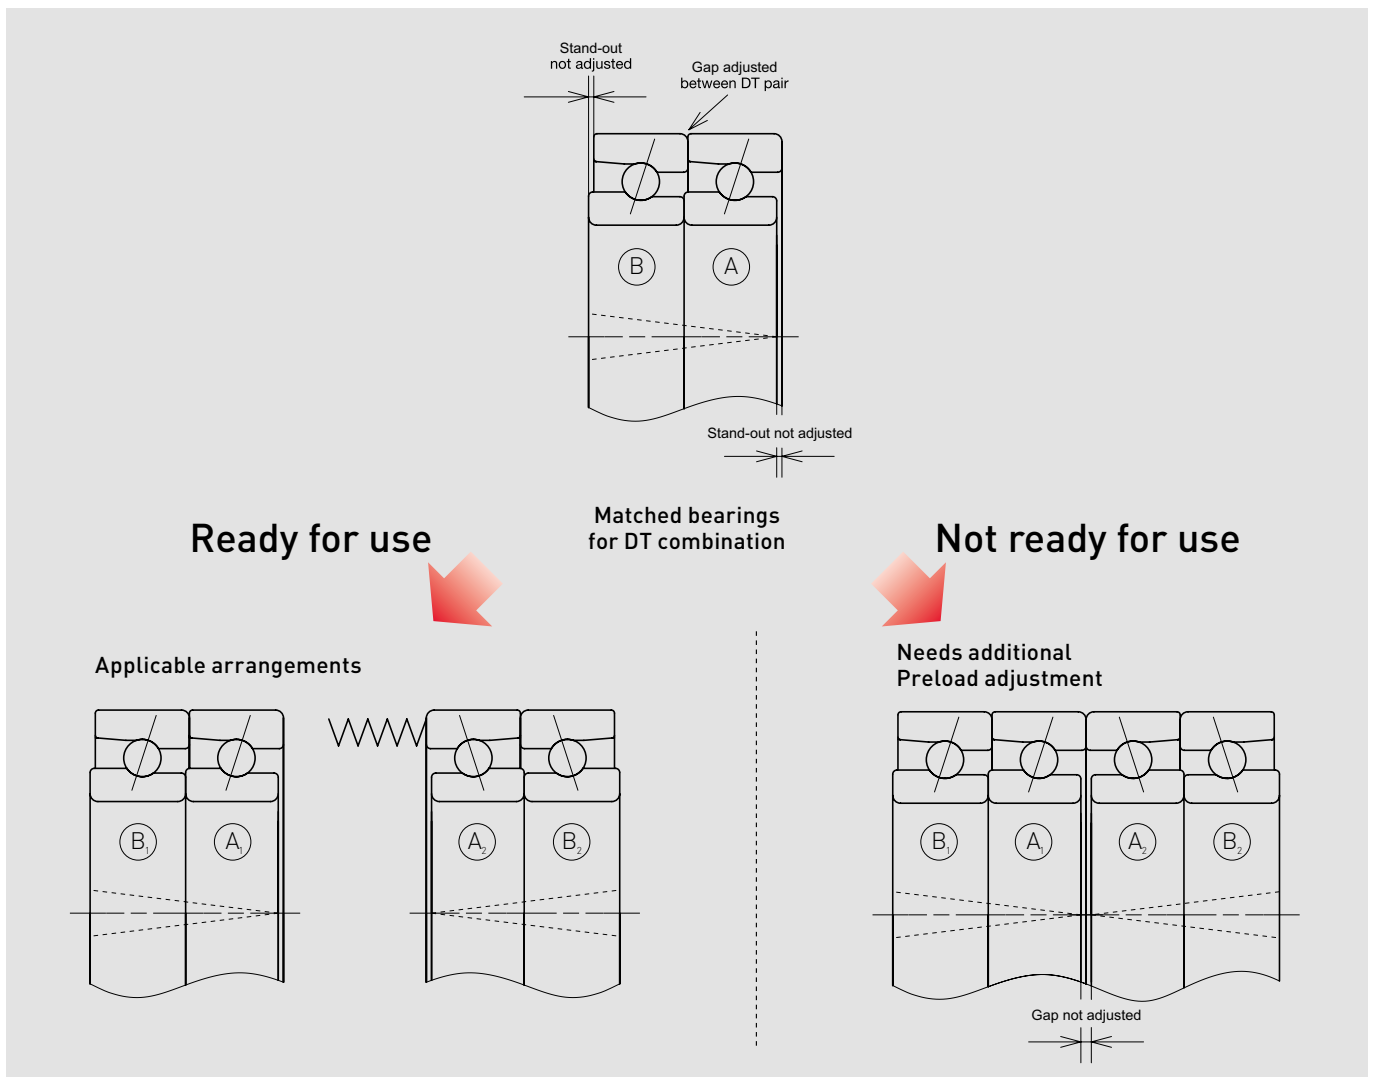 Stand-out
not adjusted
Gap adjusted
between DT pair
B
A
Stand-out not adjusted
Matched bearings
for DT combination
Ready for use
Not ready for use
Applicable arrangements
Needs additional
Preload adjustment
B₁
A₁
A₂
B₂
B₁
A₁
A₂
B₂
Gap not adjusted